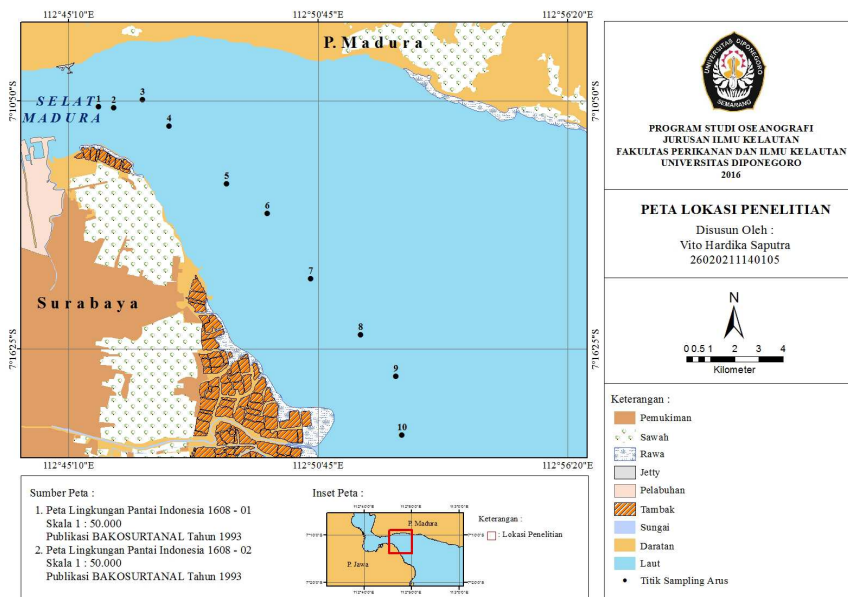 112°45'10"E 112°50'45"E 112°56'20"E
P. Madura
7°10'50"S
7°10'50"S
SELAT
MADURA
1
2
3
4
5
6
7
8
9
10
Surabaya
7°16'25"S
7°16'25"S
112°45'10"E 112°50'45"E 112°56'20"E
UNIVERSITAS DIPONEGORO
SEMARANG
PROGRAM STUDI OSEANOGRAFI
JURUSAN ILMU KELAUTAN
FAKULTAS PERIKANAN DAN ILMU KELAUTAN
UNIVERSITAS DIPONEGORO
2016
PETA LOKASI PENELITIAN
Disusun Oleh :
Vito Hardika Saputra
26020211140105
N
0 0.5 1 2 3 4
Kilometer
Keterangan :
Pemukiman
Sawah
Rawa
Jetty
Pelabuhan
Tambak
Sungai
Daratan
Laut
Titik Sampling Arus
Sumber Peta :
1. Peta Lingkungan Pantai Indonesia 1608 - 01
Skala 1 : 50.000
Publikasi BAKOSURTANAL Tahun 1993
2. Peta Lingkungan Pantai Indonesia 1608 - 02
Skala 1 : 50.000
Publikasi BAKOSURTANAL Tahun 1993
Inset Peta :
P. Madura
P. Jawa
Keterangan :
: Lokasi Penelitian